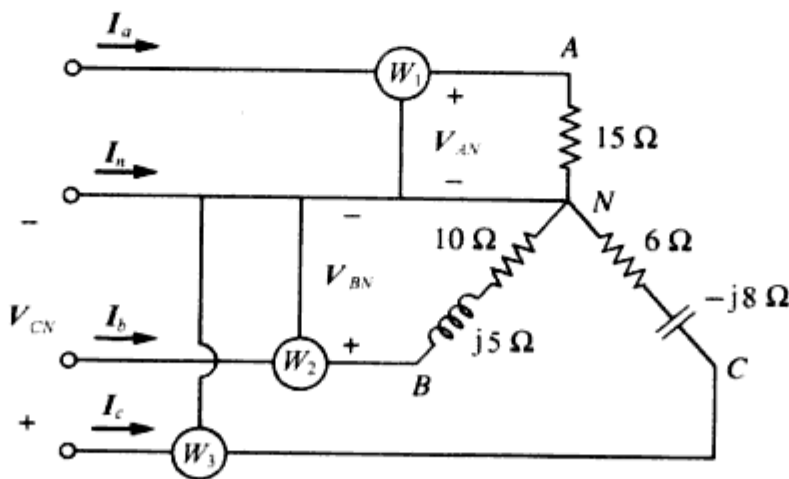 I_a
W_1
A
+
V_AN
15 Ω
I_n
−
−
−
N
10 Ω
6 Ω
V_BN
−j8 Ω
V_CN
I_b
j5 Ω
+
W_2
B
C
+
I_c
W_3